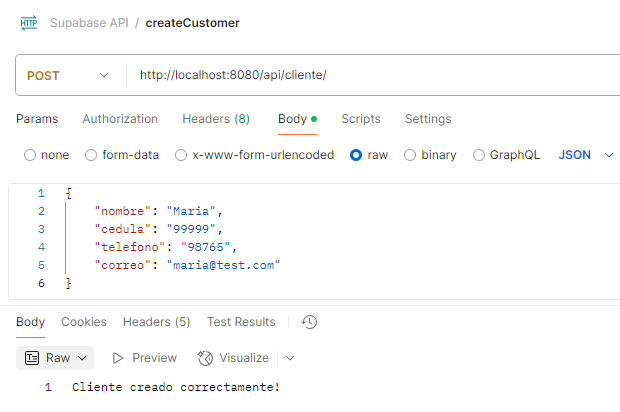 HTTP Supabase API / createCustomer
POST http://localhost:8080/api/cliente/
Params Authorization Headers (8) Body Scripts Settings
none form-data x-www-form-urlencoded raw binary GraphQL JSON
1 {
2 "nombre": "Maria",
3 "cedula": "99999",
4 "telefono": "98765",
5 "correo": "maria@test.com"
6 }
Body Cookies Headers (5) Test Results
Raw Preview Visualize
1 Cliente creado correctamente!